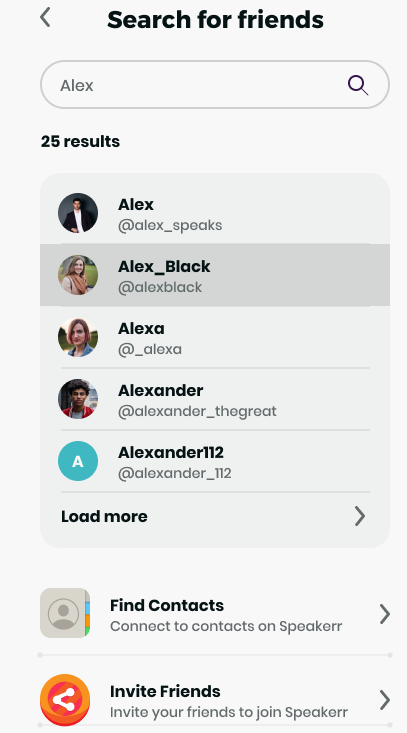 Search for friends
Alex
25 results
Alex
@alex_speaks
Alex_Black
@alexblack
Alexa
@_alexa
Alexander
@alexander_thegreat
A
Alexander112
@alexander_112
Load more
Find Contacts
Connect to contacts on Speakerr
Invite Friends
Invite your friends to join Speakerr